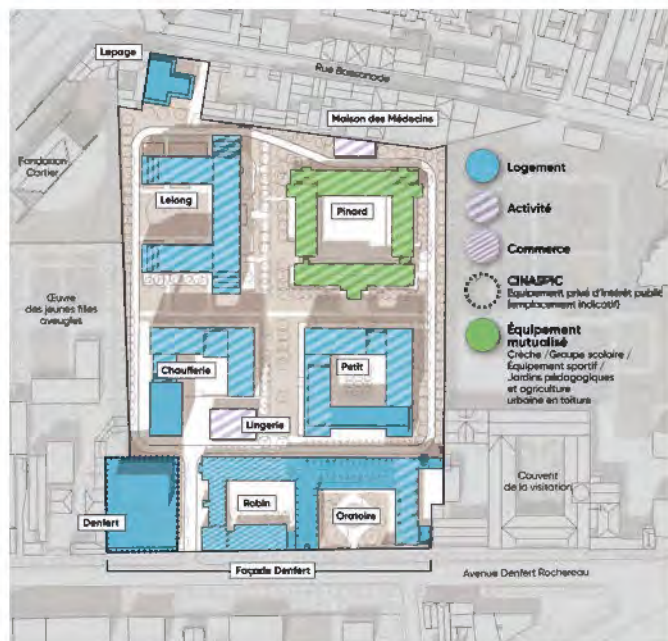 Lepage
Rue Boissonade
Maison des Médecins
Fondation
Cartier
Lelong
Pinard
Logement
Activité
Commerce
CINASPIC
Equipement privé d'intérêt public
(emplacement indicatif)
Équipement
mutualisé
Crèche / Groupe scolaire /
Équipement sportif /
Jardins pédagogiques
et agriculture
urbaine en toiture
Œuvre
des jeunes filles
aveugles
Chaufferie
Petit
Lingerie
Couvent
de la visitation
Denfert
Robin
Oratoire
Façade Denfert
Avenue Denfert Rochereau